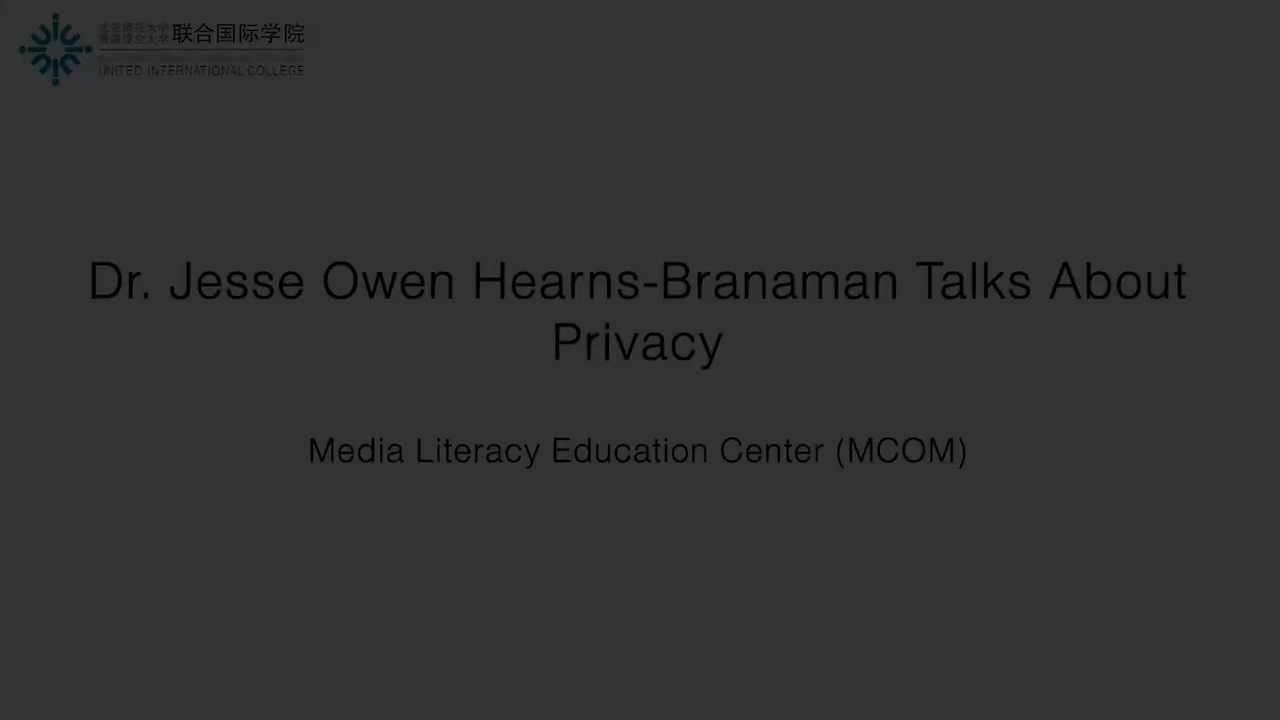 联合国际学院
UNITED INTERNATIONAL COLLEGE
Dr. Jesse Owen Hearns-Branaman Talks About
Privacy
Media Literacy Education Center (MCOM)